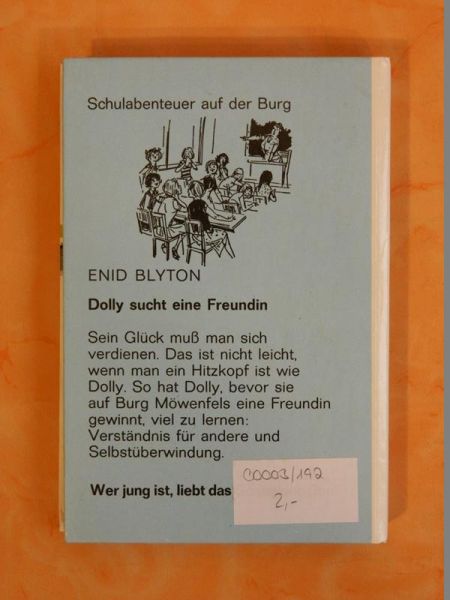 Schulabenteuer auf der Burg
ENID BLYTON
Dolly sucht eine Freundin
Sein Glück muß man sich
verdienen. Das ist nicht leicht,
wenn man ein Hitzkopf ist wie
Dolly. So hat Dolly, bevor sie
auf Burg Möwenfels eine Freundin
gewinnt, viel zu lernen:
Verständnis für andere und
Selbstüberwindung.
C0003/192
Wer jung ist, liebt das
2,-